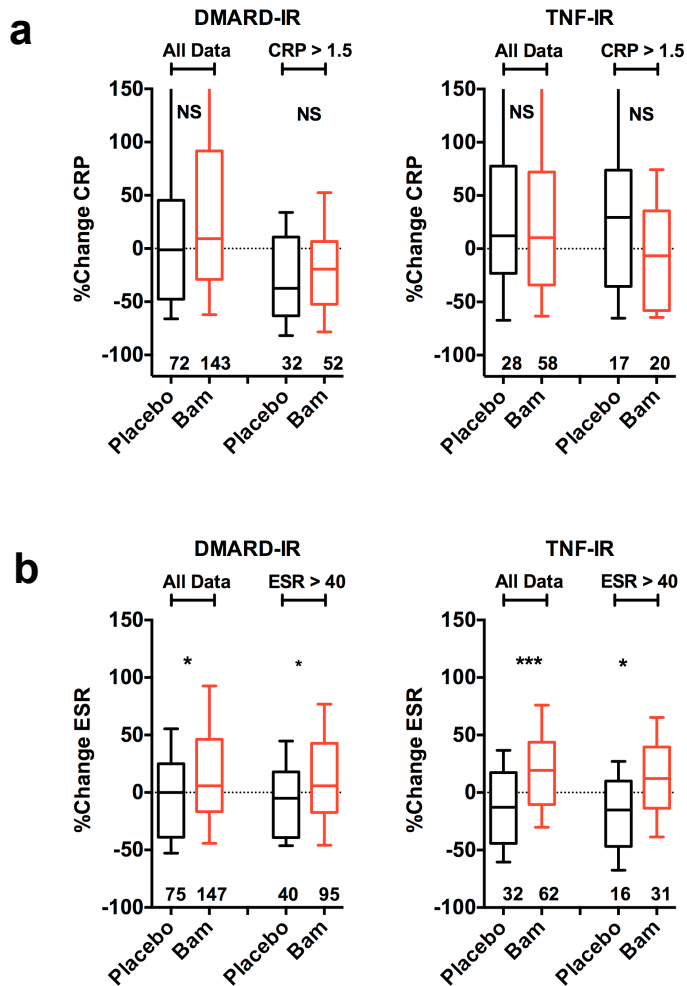 a
DMARD-IR TNF-IR
All Data CRP > 1.5 All Data CRP > 1.5
%Change CRP
150
100
50
0
-50
-100
NS NS
72 143 32 52
Placebo Bam Placebo Bam
%Change CRP
150
100
50
0
-50
-100
NS NS
28 58 17 20
Placebo Bam Placebo Bam
b
DMARD-IR TNF-IR
All Data ESR > 40 All Data ESR > 40
%Change ESR
150
100
50
0
-50
-100
* *
75 147 40 95
Placebo Bam Placebo Bam
%Change ESR
150
100
50
0
-50
-100
*** *
32 62 16 31
Placebo Bam Placebo Bam